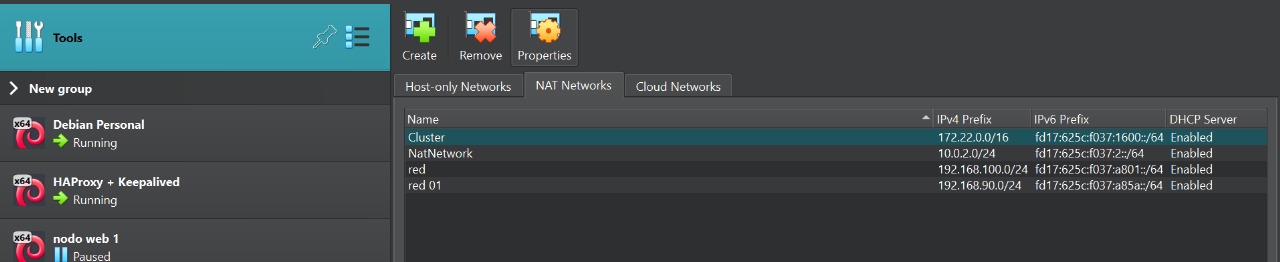 Tools
New group
x64
Debian Personal
Running
x64
HAProxy + Keepalived
Running
x64
nodo web 1
Paused
Create Remove Properties
Host-only Networks NAT Networks Cloud Networks
Name IPv4 Prefix IPv6 Prefix DHCP Server
Cluster 172.22.0.0/16 fd17:625c:f037:1600::/64 Enabled
NatNetwork 10.0.2.0/24 fd17:625c:f037:2::/64 Enabled
red 192.168.100.0/24 fd17:625c:f037:a801::/64 Enabled
red 01 192.168.90.0/24 fd17:625c:f037:a85a::/64 Enabled